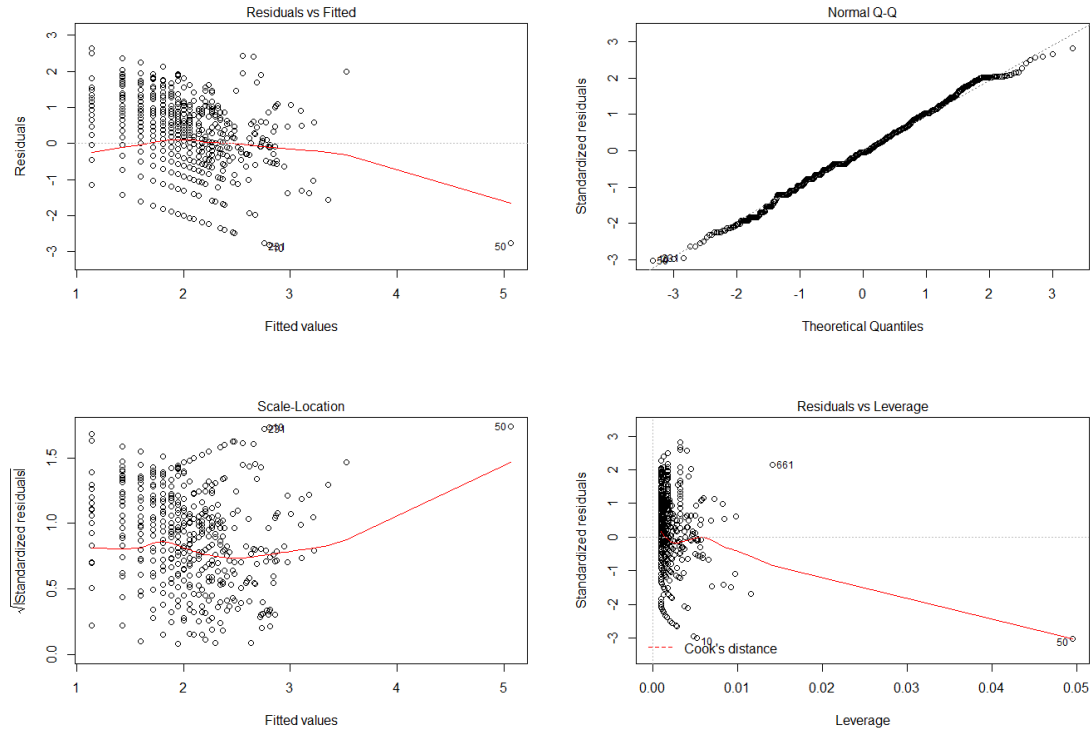 Residuals vs Fitted
Residuals
3
2
1
0
-1
-2
-3
50
1 2 3 4 5
Fitted values
Normal Q-Q
Standardized residuals
3
2
1
0
-1
-2
-3
-3 -2 -1 0 1 2 3
Theoretical Quantiles
Scale-Location
√|Standardized residuals|
1.5
1.0
0.5
0.0
50
1 2 3 4 5
Fitted values
Residuals vs Leverage
Standardized residuals
3
2
1
0
-1
-2
-3
661
10
50
Cook's distance
0.00 0.01 0.02 0.03 0.04 0.05
Leverage